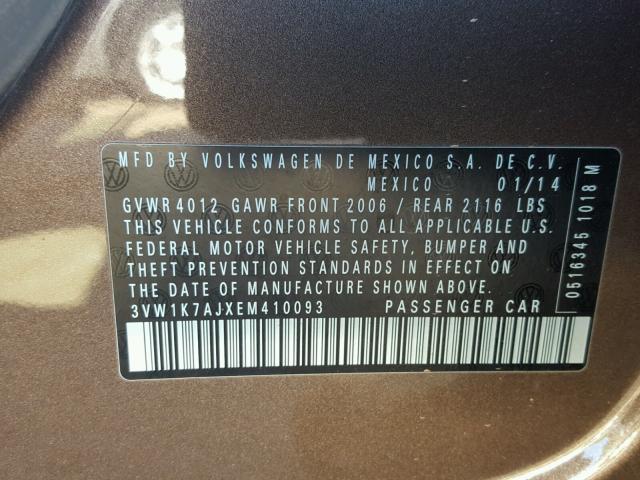 MFD BY VOLKSWAGEN DE MEXICO S.A. DE C.V.
MEXICO 01/14
GVWR 4012, GAWR FRONT 2006 / REAR 2116 LBS
THIS VEHICLE CONFORMS TO ALL APPLICABLE U.S.
FEDERAL MOTOR VEHICLE SAFETY, BUMPER AND
THEFT PREVENTION STANDARDS IN EFFECT ON
THE DATE OF MANUFACTURE SHOWN ABOVE.
3VW1K7AJXEM410093 PASSENGER CAR
0516345 1018 M